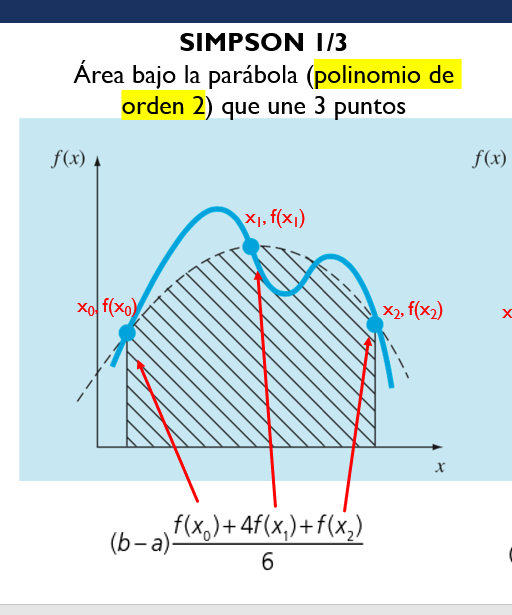 SIMPSON 1/3
Área bajo la parábola (polinomio de
orden 2) que une 3 puntos
f(x)
f(x)
x₁, f(x₁)
x₀, f(x₀)
x₂, f(x₂)
x
x
(b – a) f(x₀) + 4f(x₁) + f(x₂)
6
(